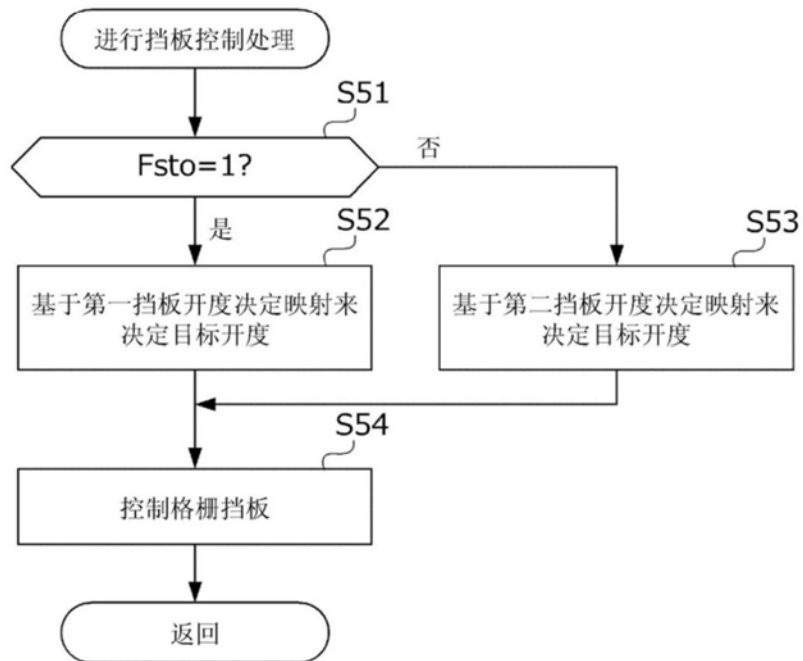 进行挡板控制处理
S51
Fsto=1?
否
是
S52
基于第一挡板开度决定映射来
决定目标开度
S53
基于第二挡板开度决定映射来
决定目标开度
S54
控制格栅挡板
返回